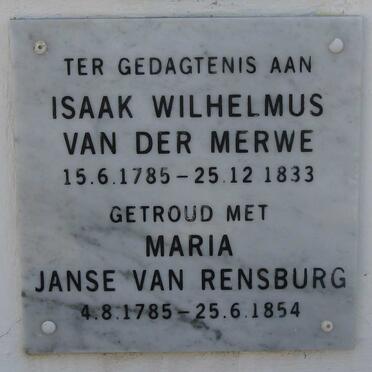 TER GEDAGTENIS AAN
ISAAK WILHELMUS
VAN DER MERWE
15.6.1785 – 25.12 1833
GETROUD MET
MARIA
JANSE VAN RENSBURG
4.8.1785 – 25.6.1854